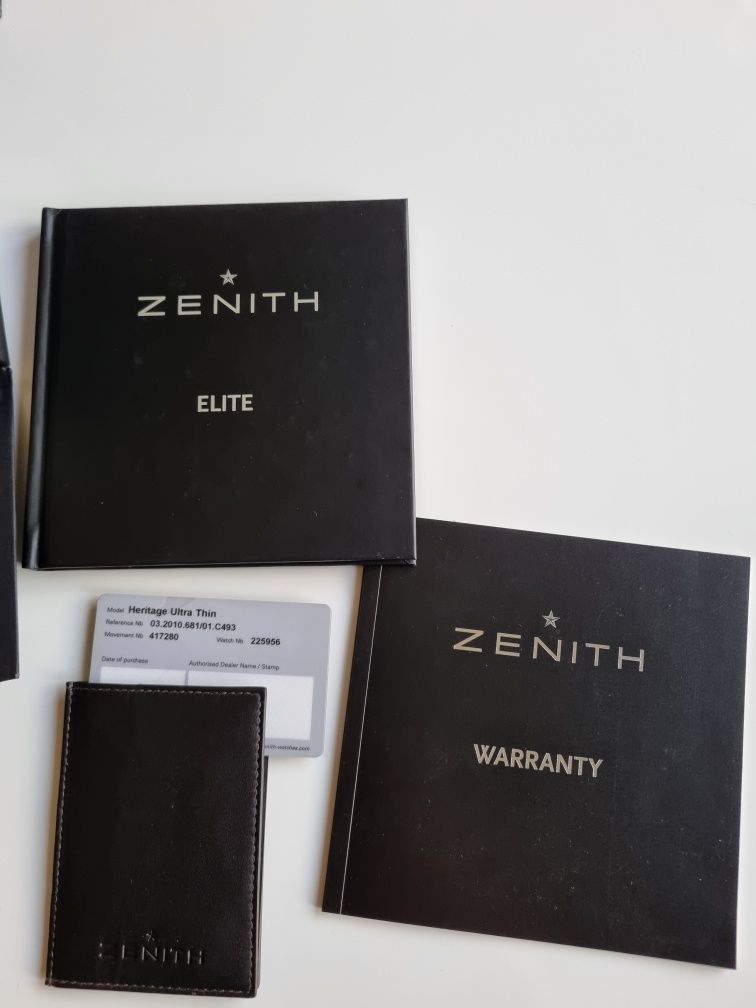 ZENITH
ELITE
Model Heritage Ultra Thin
Reference Nb 03.2010.681/01.C493
Movement Nb 417280 Watch Nb 225956
Date of purchase Authorised Dealer Name / Stamp
ZENITH
WARRANTY
ZENITH